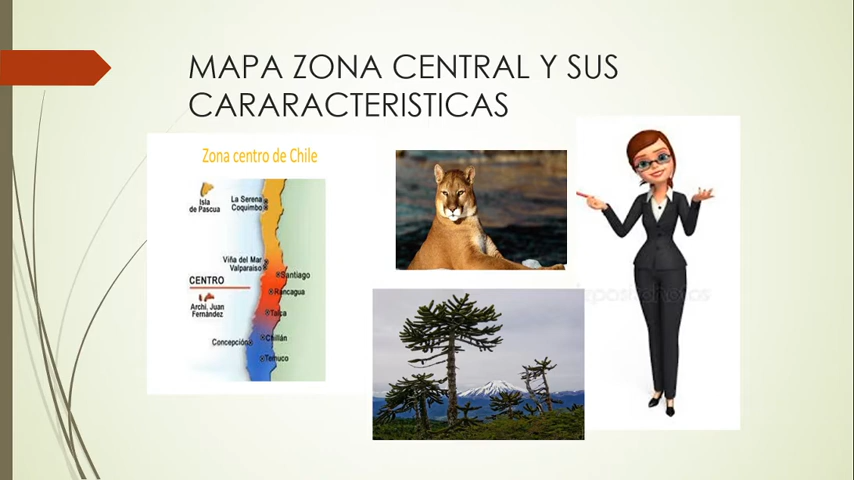 MAPA ZONA CENTRAL Y SUS
CARARACTERISTICAS
Zona centro de Chile
Isla
de Pascua
La Serena
Coquimbo
Viña del Mar
Valparaíso
Santiago
CENTRO
Rancagua
Archi. Juan
Fernández
Talca
Chillán
Concepción
Temuco
depositphotos